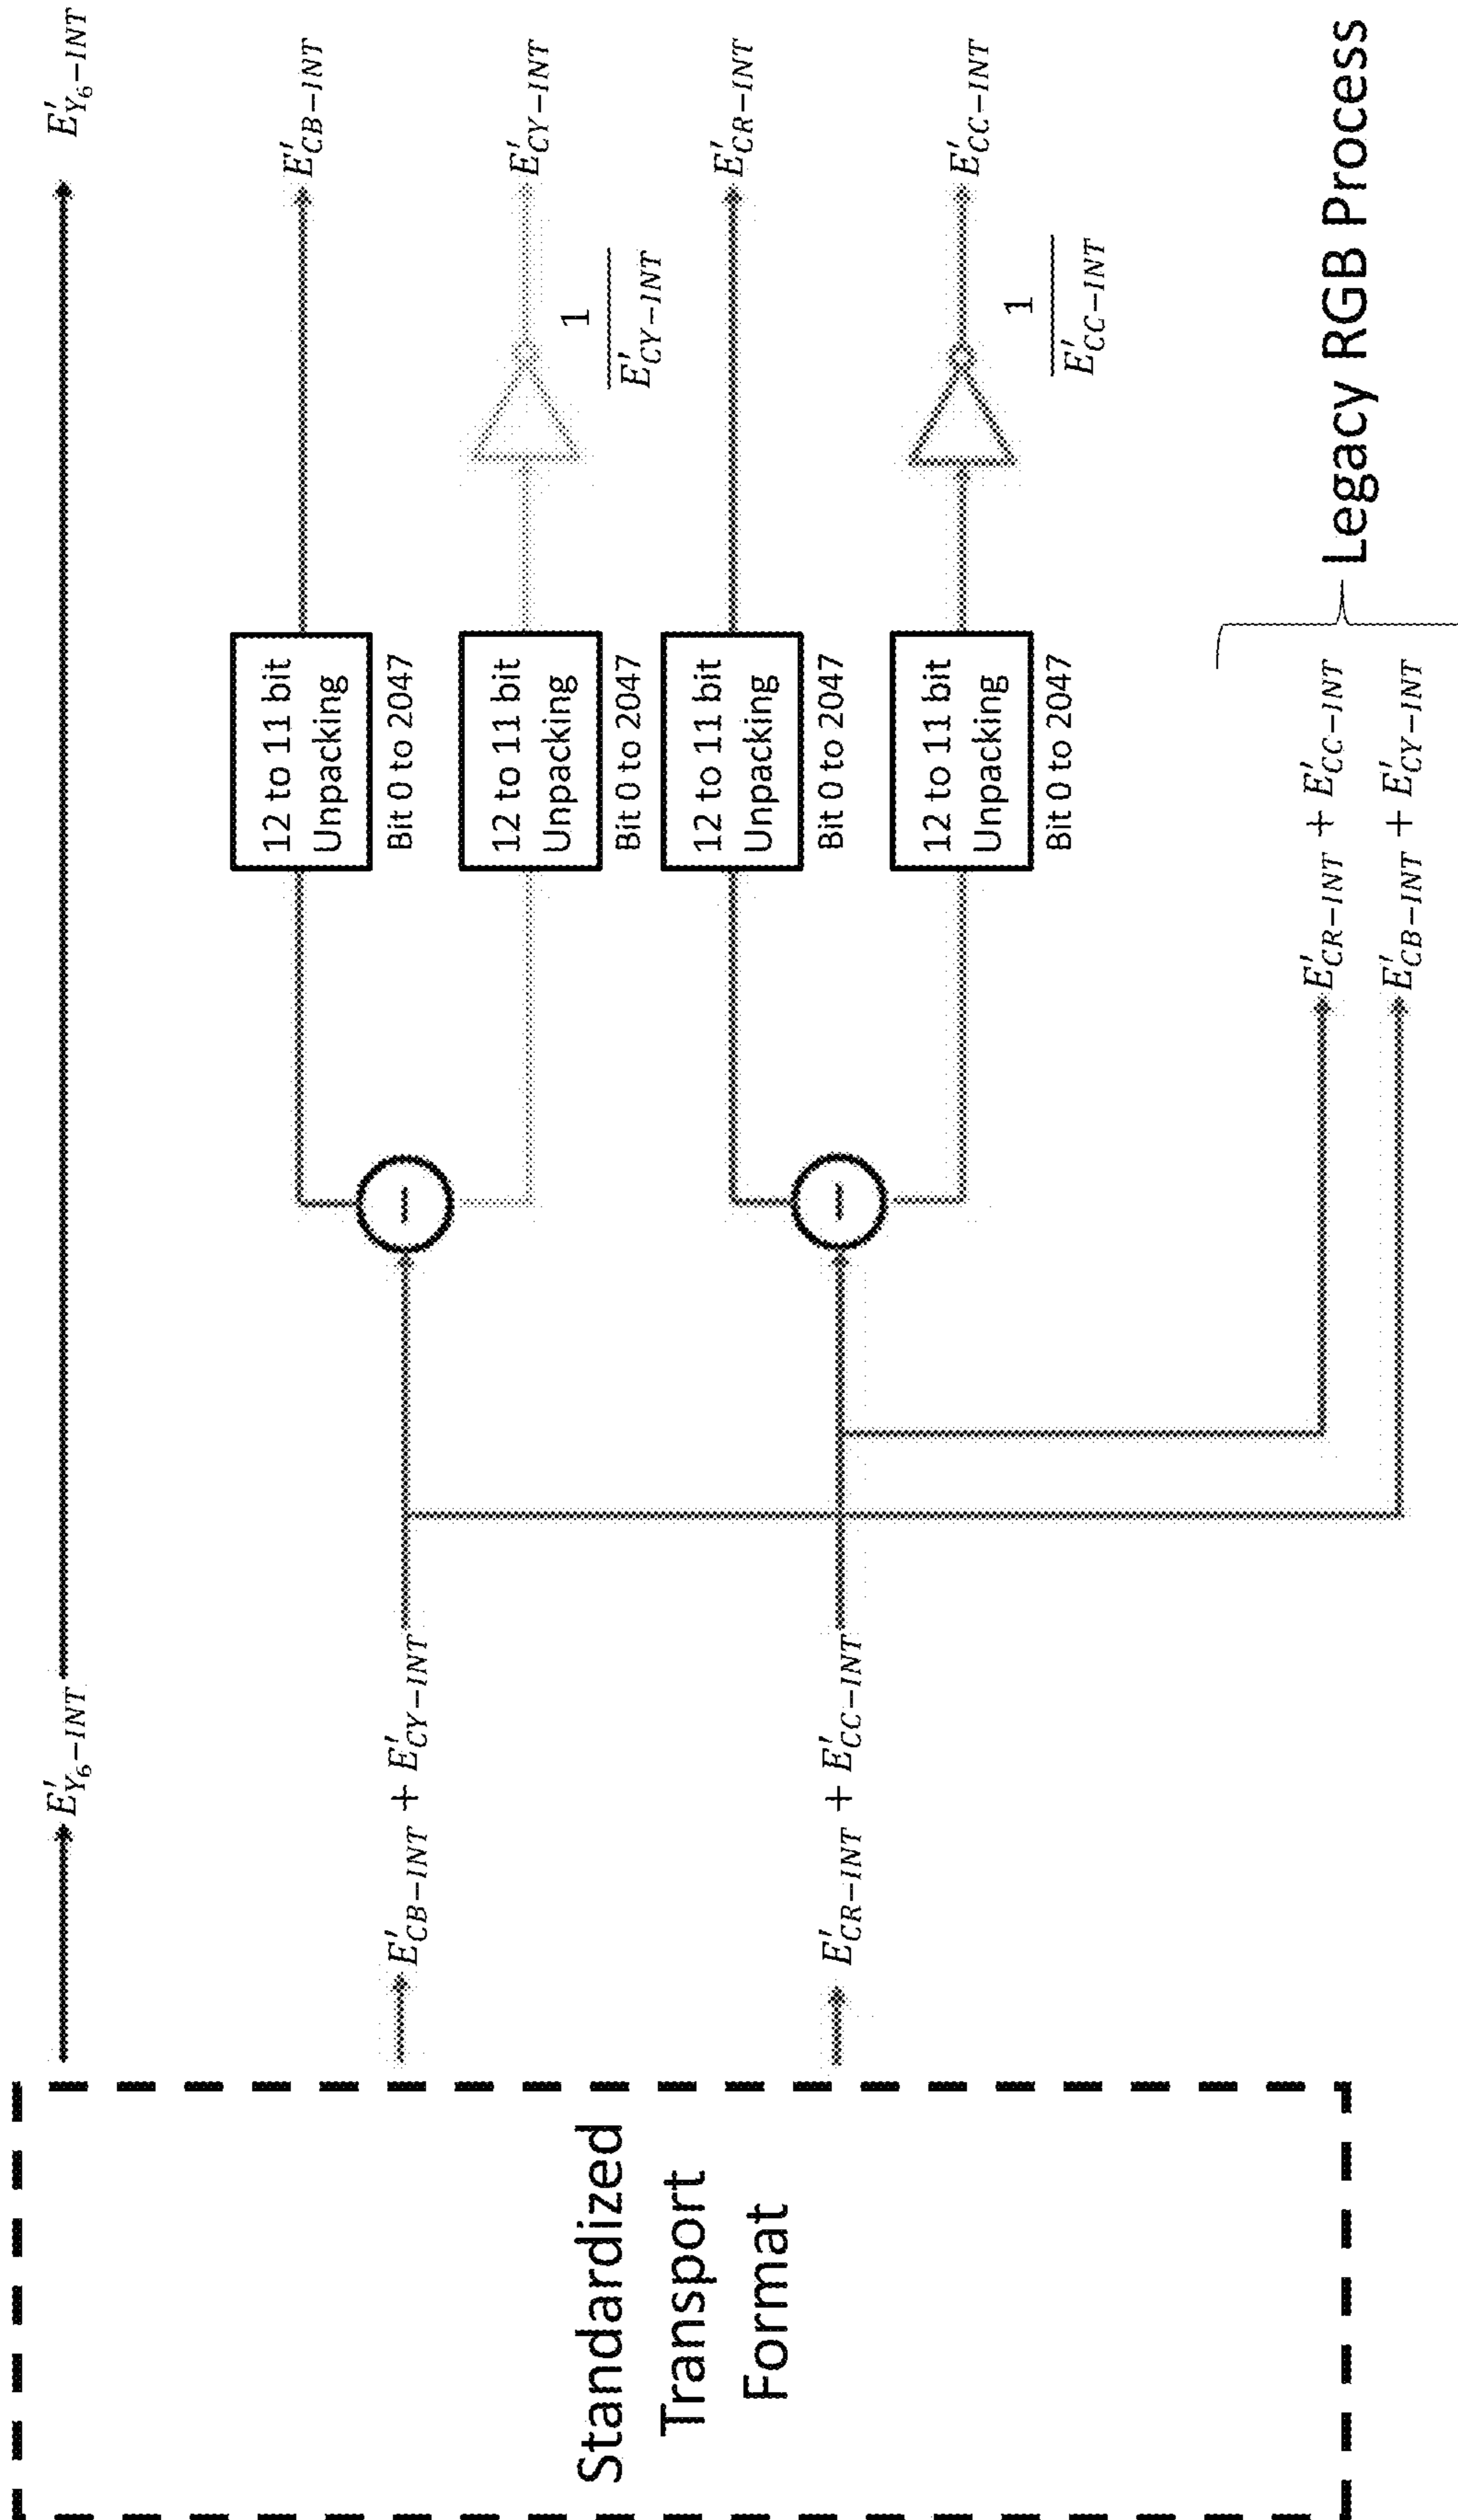 Standardized
Transport
Format
E'_{Y_6-INT}
E'_{Y_6-INT}
E'_{CB-INT} + E'_{CY-INT}
12 to 11 bit
Unpacking
Bit 0 to 2047
E'_{CB-INT}
12 to 11 bit
Unpacking
Bit 0 to 2047
1
E'_{CY-INT}
E'_{CY-INT}
E'_{CR-INT} + E'_{CC-INT}
12 to 11 bit
Unpacking
Bit 0 to 2047
E'_{CR-INT}
12 to 11 bit
Unpacking
Bit 0 to 2047
1
E'_{CC-INT}
E'_{CC-INT}
E'_{CR-INT} + E'_{CC-INT}
E'_{CB-INT} + E'_{CY-INT}
Legacy RGB Process